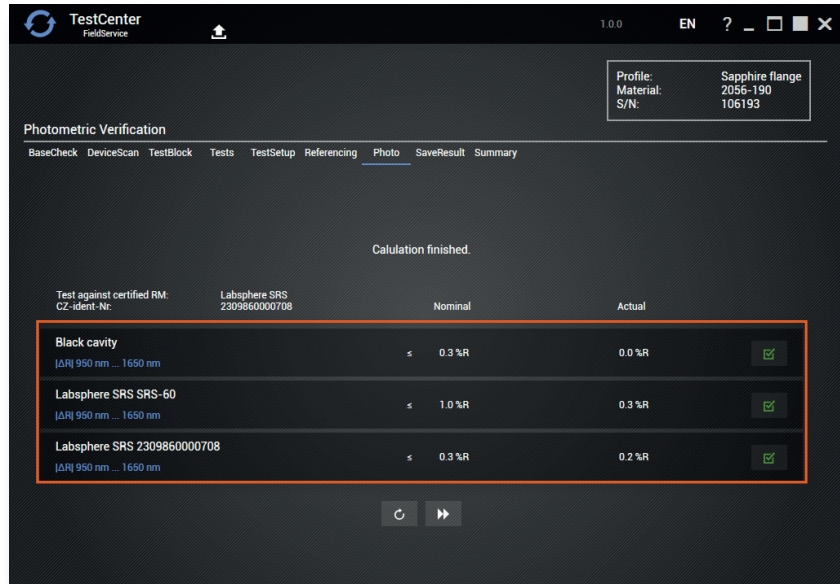 TestCenter
FieldService
1.0.0 EN ?
Profile: Sapphire flange
Material: 2056-190
S/N: 106193
Photometric Verification
BaseCheck DeviceScan TestBlock Tests TestSetup Referencing Photo SaveResult Summary
Calulation finished.
Test against certified RM: Labsphere SRS
CZ-ident-Nr: 2309860000708 Nominal Actual
Black cavity
≤ 0.3 %R 0.0 %R
|ΔR| 950 nm ... 1650 nm
Labsphere SRS SRS-60
≤ 1.0 %R 0.3 %R
|ΔR| 950 nm ... 1650 nm
Labsphere SRS 2309860000708
≤ 0.3 %R 0.2 %R
|ΔR| 950 nm ... 1650 nm